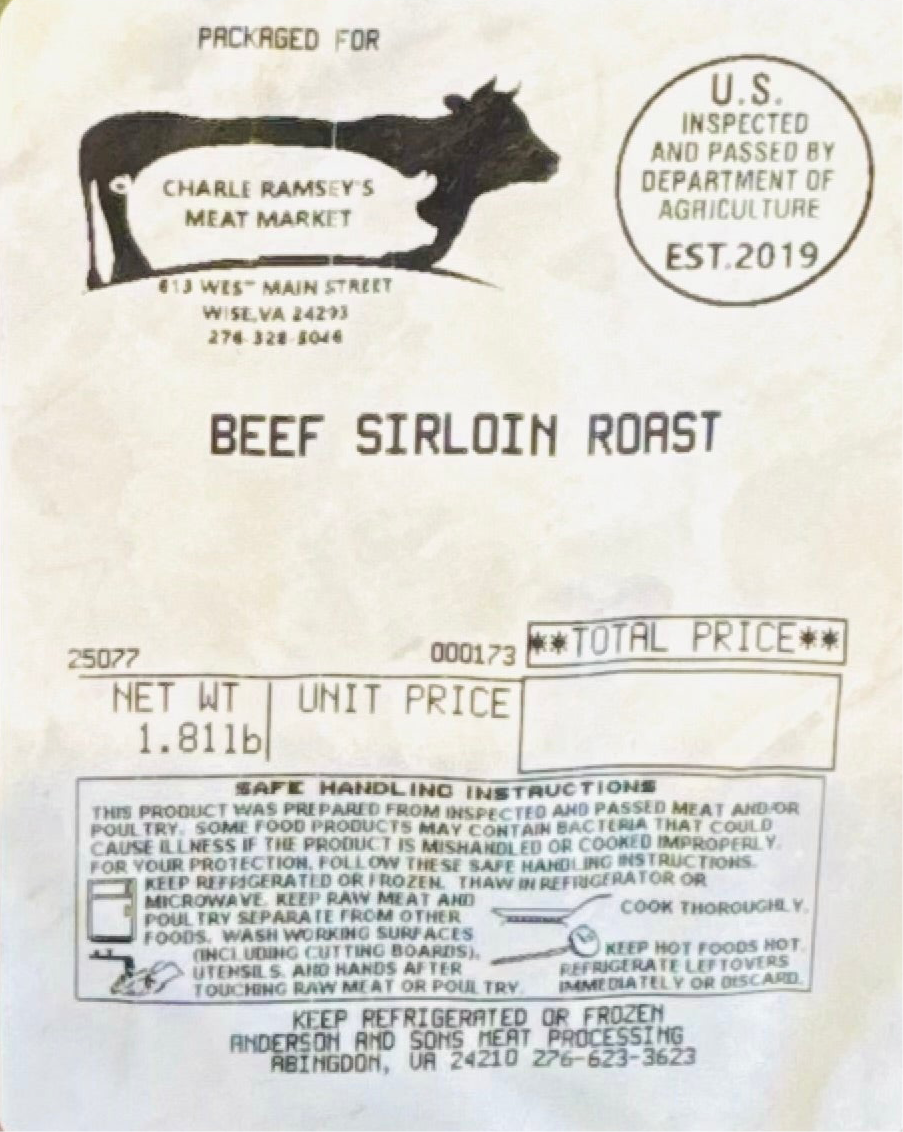 PACKAGED FOR
CHARLE RAMSEY'S
MEAT MARKET
613 WEST MAIN STREET
WISE, VA 24293
276-328-5046
U.S.
INSPECTED
AND PASSED BY
DEPARTMENT OF
AGRICULTURE
EST.2019
BEEF SIRLOIN ROAST
25077
000173
**TOTAL PRICE**
NET WT
1.81lb
UNIT PRICE
SAFE HANDLING INSTRUCTIONS
THIS PRODUCT WAS PREPARED FROM INSPECTED AND PASSED MEAT AND/OR
POULTRY. SOME FOOD PRODUCTS MAY CONTAIN BACTERIA THAT COULD
CAUSE ILLNESS IF THE PRODUCT IS MISHANDLED OR COOKED IMPROPERLY.
FOR YOUR PROTECTION, FOLLOW THESE SAFE HANDLING INSTRUCTIONS.
KEEP REFRIGERATED OR FROZEN. THAW IN REFRIGERATOR OR
MICROWAVE. KEEP RAW MEAT AND
POULTRY SEPARATE FROM OTHER
FOODS. WASH WORKING SURFACES
(INCLUDING CUTTING BOARDS),
UTENSILS, AND HANDS AFTER
TOUCHING RAW MEAT OR POULTRY.
COOK THOROUGHLY.
KEEP HOT FOODS HOT.
REFRIGERATE LEFTOVERS
IMMEDIATELY OR DISCARD.
KEEP REFRIGERATED OR FROZEN
ANDERSON AND SONS MEAT PROCESSING
ABINGDON, VA 24210 276-623-3623